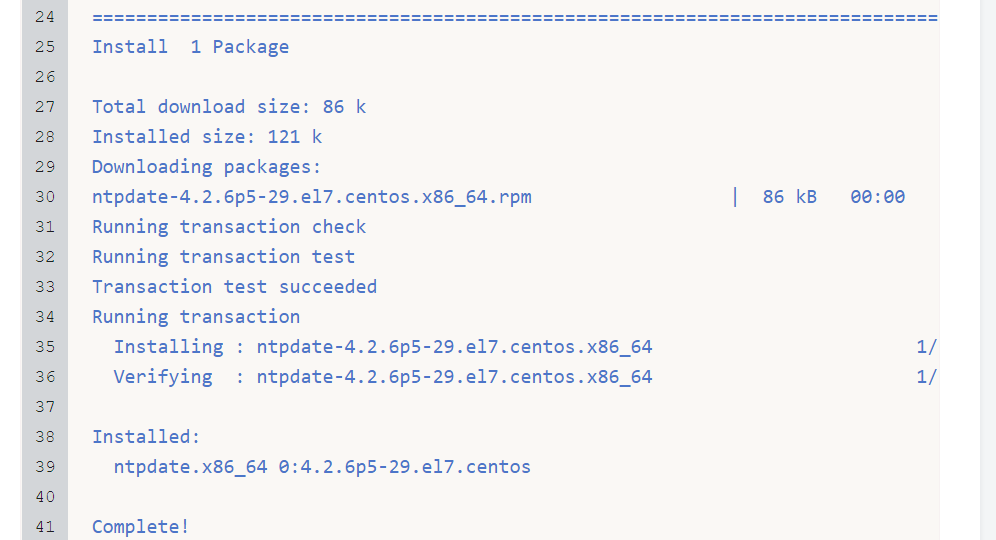 24 =============================================================================
25 Install  1 Package
26
27 Total download size: 86 k
28 Installed size: 121 k
29 Downloading packages:
30 ntpdate-4.2.6p5-29.el7.centos.x86_64.rpm                  |  86 kB   00:00
31 Running transaction check
32 Running transaction test
33 Transaction test succeeded
34 Running transaction
35   Installing : ntpdate-4.2.6p5-29.el7.centos.x86_64                        1/
36   Verifying  : ntpdate-4.2.6p5-29.el7.centos.x86_64                        1/
37
38 Installed:
39   ntpdate.x86_64 0:4.2.6p5-29.el7.centos
40
41 Complete!